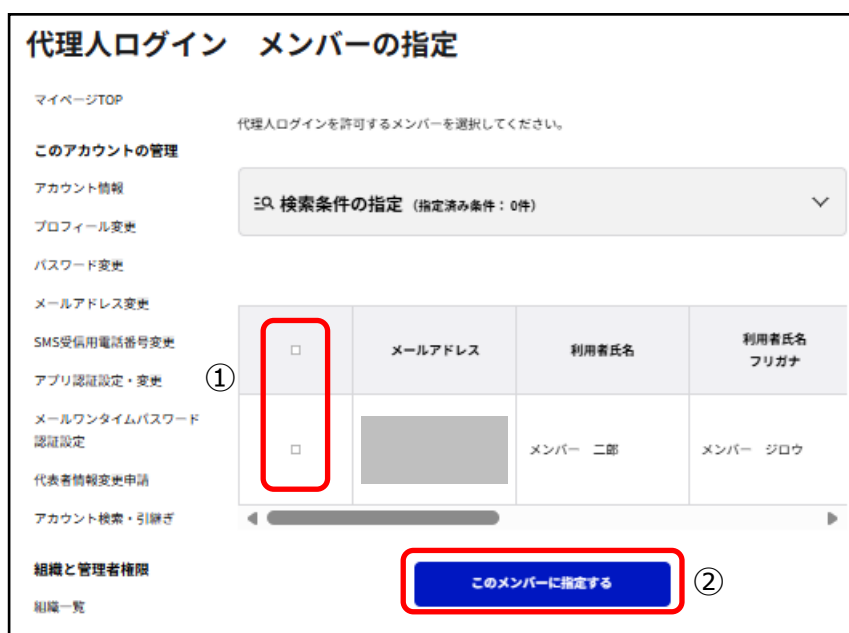 代理人ログイン　メンバーの指定
マイページTOP
代理人ログインを許可するメンバーを選択してください。
このアカウントの管理
アカウント情報
検索条件の指定（指定済み条件：0件）
プロフィール変更
パスワード変更
メールアドレス変更
SMS受信用電話番号変更
メールアドレス
利用者氏名
利用者氏名
フリガナ
①
アプリ認証設定・変更
メールワンタイムパスワード
認証設定
メンバー　二郎
メンバー　ジロウ
代表者情報変更申請
アカウント検索・引継ぎ
組織と管理者権限
このメンバーに指定する
②
組織一覧